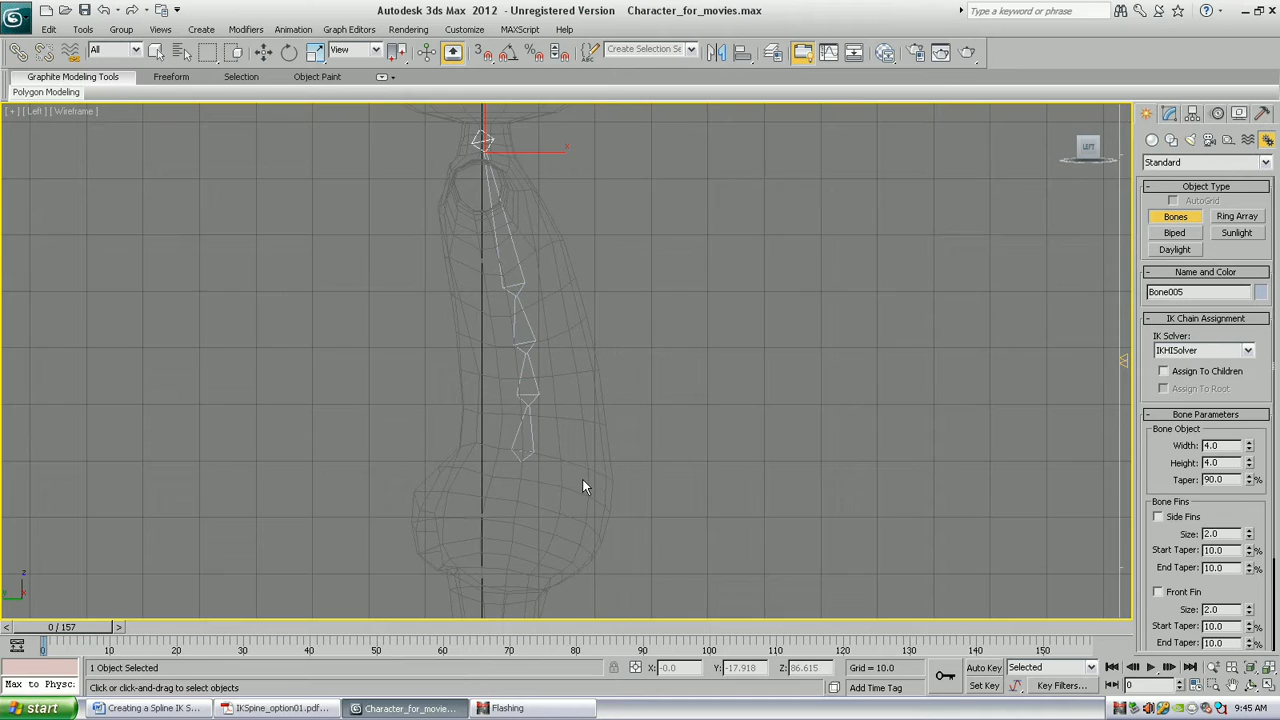 Autodesk 3ds Max 2012 - Unregistered Version Character_for_movies.max
Type a keyword or phrase
Edit Tools Group Views Create Modifiers Animation Graph Editors Rendering Customize MAXScript Help
All View 3 Create Selection Se
Graphite Modeling Tools Freeform Selection Object Paint
Polygon Modeling
[ + ] [ Left ] [ Wireframe ]
x
LEFT
Standard
Object Type
AutoGrid
Bones Ring Array
Biped Sunlight
Daylight
Name and Color
Bone005
IK Chain Assignment
IK Solver:
IKHISolver
Assign To Children
Assign To Root
Bone Parameters
Bone Object
Width: 4.0
Height: 4.0
Taper: 90.0 %
Bone Fins
Side Fins
Size: 2.0
Start Taper: 10.0 %
End Taper: 10.0 %
Front Fin
Size: 2.0
Start Taper: 10.0 %
End Taper: 10.0 %
z
x
< 0 / 157 >
0 10 20 30 40 50 60 70 80 90 100 110 120 130 140 150
1 Object Selected X: -0.0 Y: -17.918 Z: 86.615 Grid = 10.0 Auto Key Selected
Max to Physc Click or click-and-drag to select objects Add Time Tag Set Key Key Filters... 0
start Creating a Spline IK S... IKSpine_option01.pdf... Character_for_movie... Flashing 9:45 AM